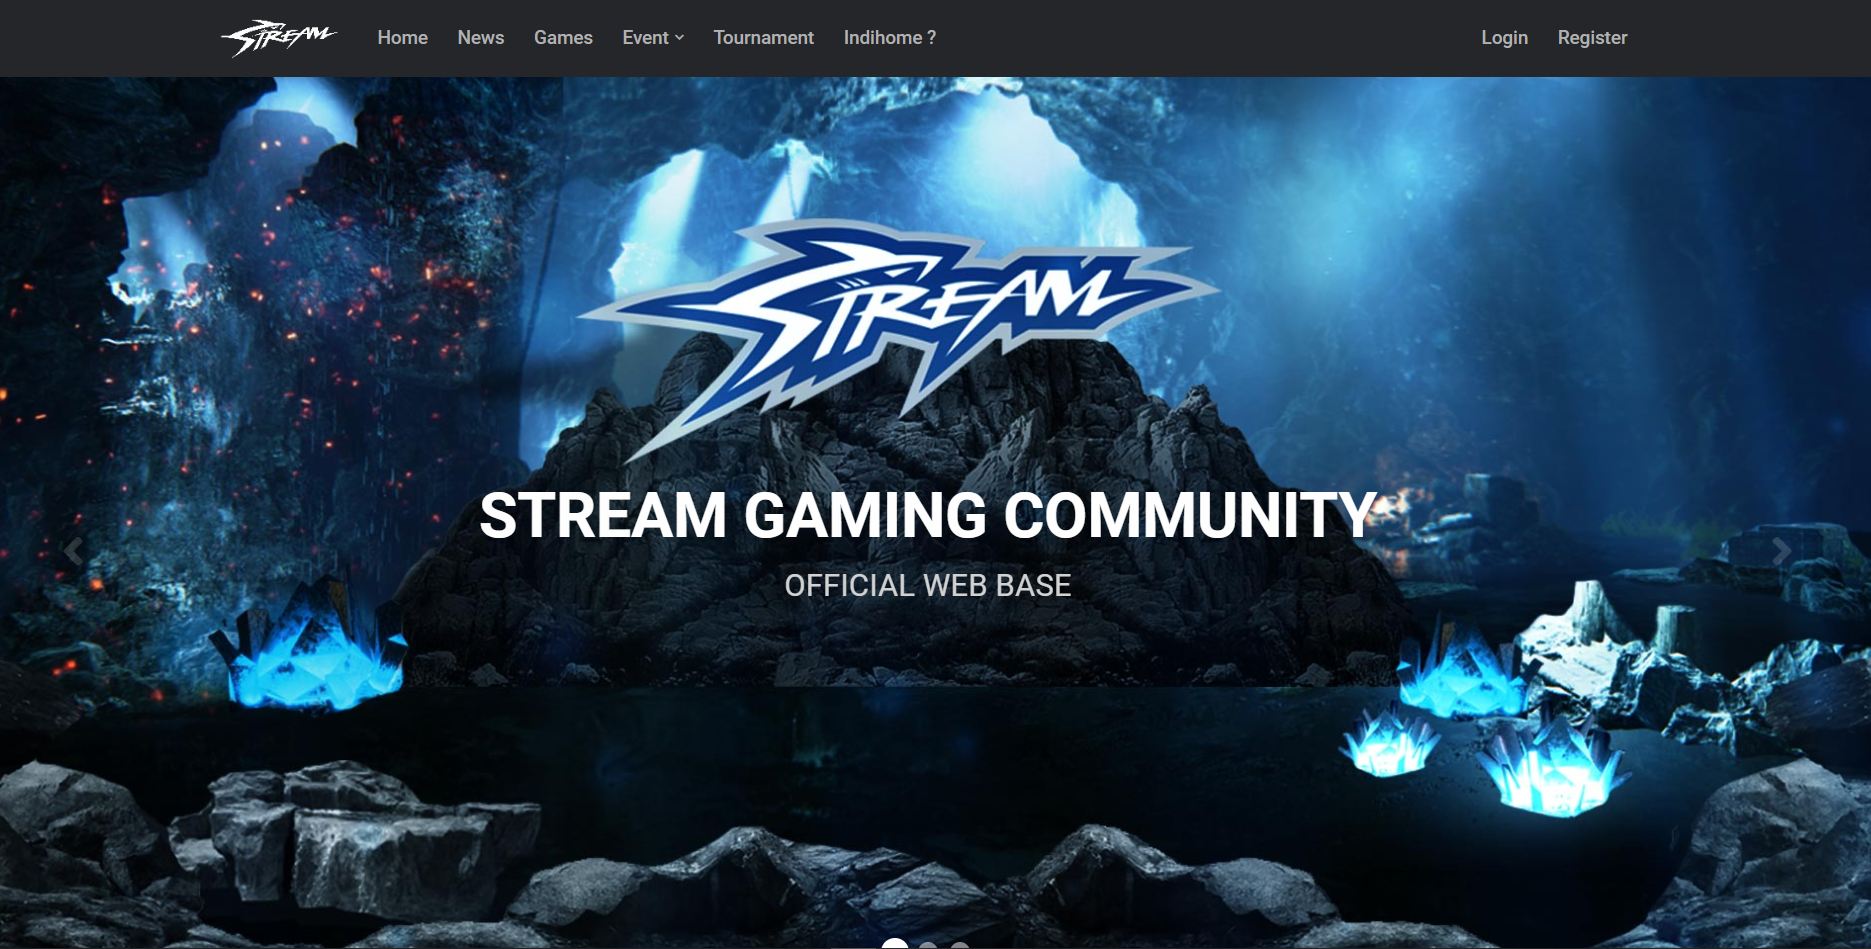 STREAM
Home
News
Games
Event
Tournament
Indihome ?
Login
Register
STREAM
STREAM GAMING COMMUNITY
OFFICIAL WEB BASE